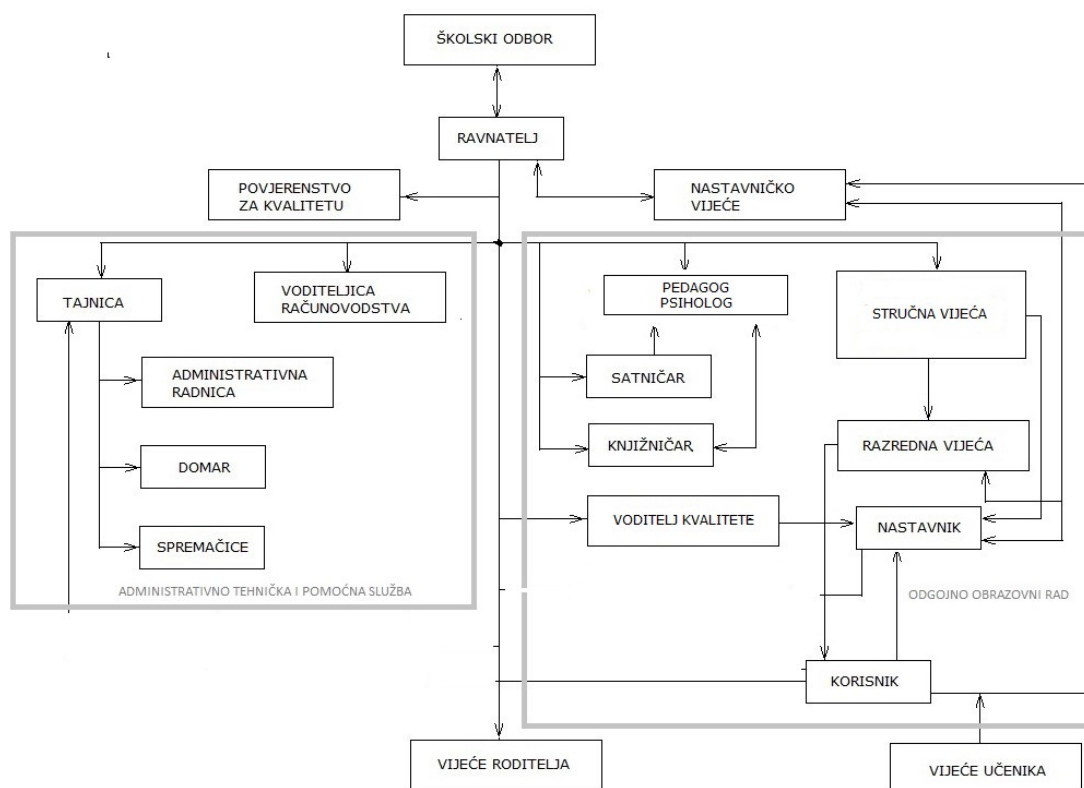 ŠKOLSKI ODBOR
RAVNATELJ
POVJERENSTVO
ZA KVALITETU
NASTAVNIČKO
VIJEĆE
TAJNICA
VODITELJICA
RAČUNOVODSTVA
PEDAGOG
PSIHOLOG
STRUČNA VIJEĆA
ADMINISTRATIVNA
RADNICA
SATNIČAR
DOMAR
KNJIŽNIČAR
RAZREDNA VIJEĆA
SPREMAČICE
VODITELJ KVALITETE
NASTAVNIK
ADMINISTRATIVNO TEHNIČKA I POMOĆNA SLUŽBA
ODGOJNO OBRAZOVNI RAD
KORISNIK
VIJEĆE RODITELJA
VIJEĆE UČENIKA